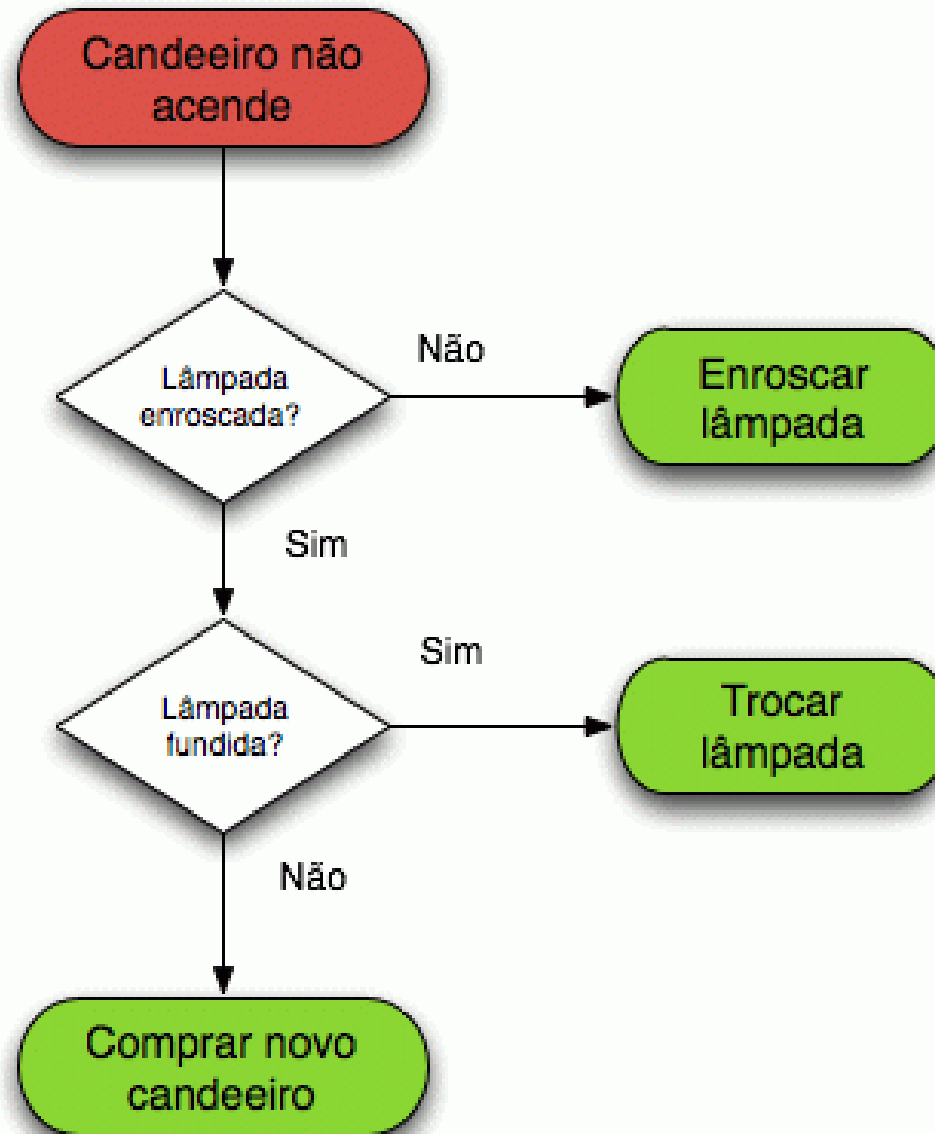 Candeeiro não
acende
Lâmpada
enroscada?
Não
Enroscar
lâmpada
Sim
Lâmpada
fundida?
Sim
Trocar
lâmpada
Não
Comprar novo
candeeiro